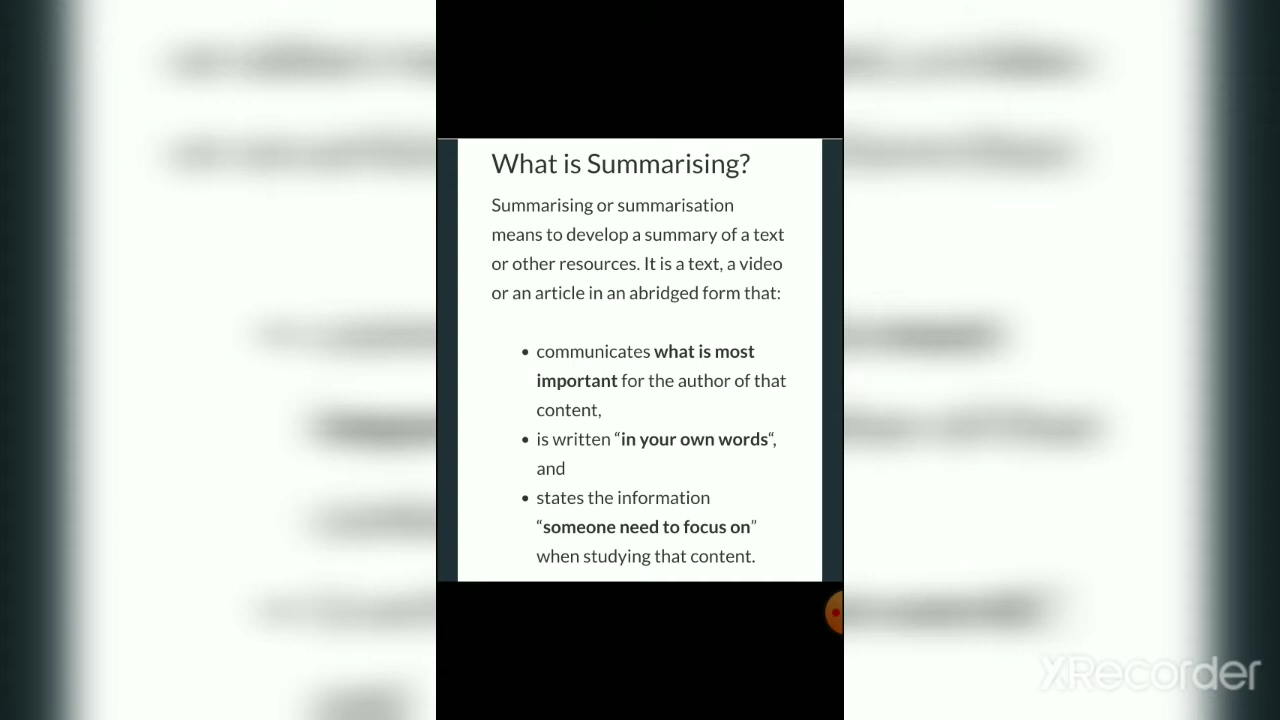 What is Summarising?
Summarising or summarisation
means to develop a summary of a text
or other resources. It is a text, a video
or an article in an abridged form that:
• communicates what is most
important for the author of that
content,
• is written “in your own words“,
and
• states the information
“someone need to focus on”
when studying that content.
XRecorder